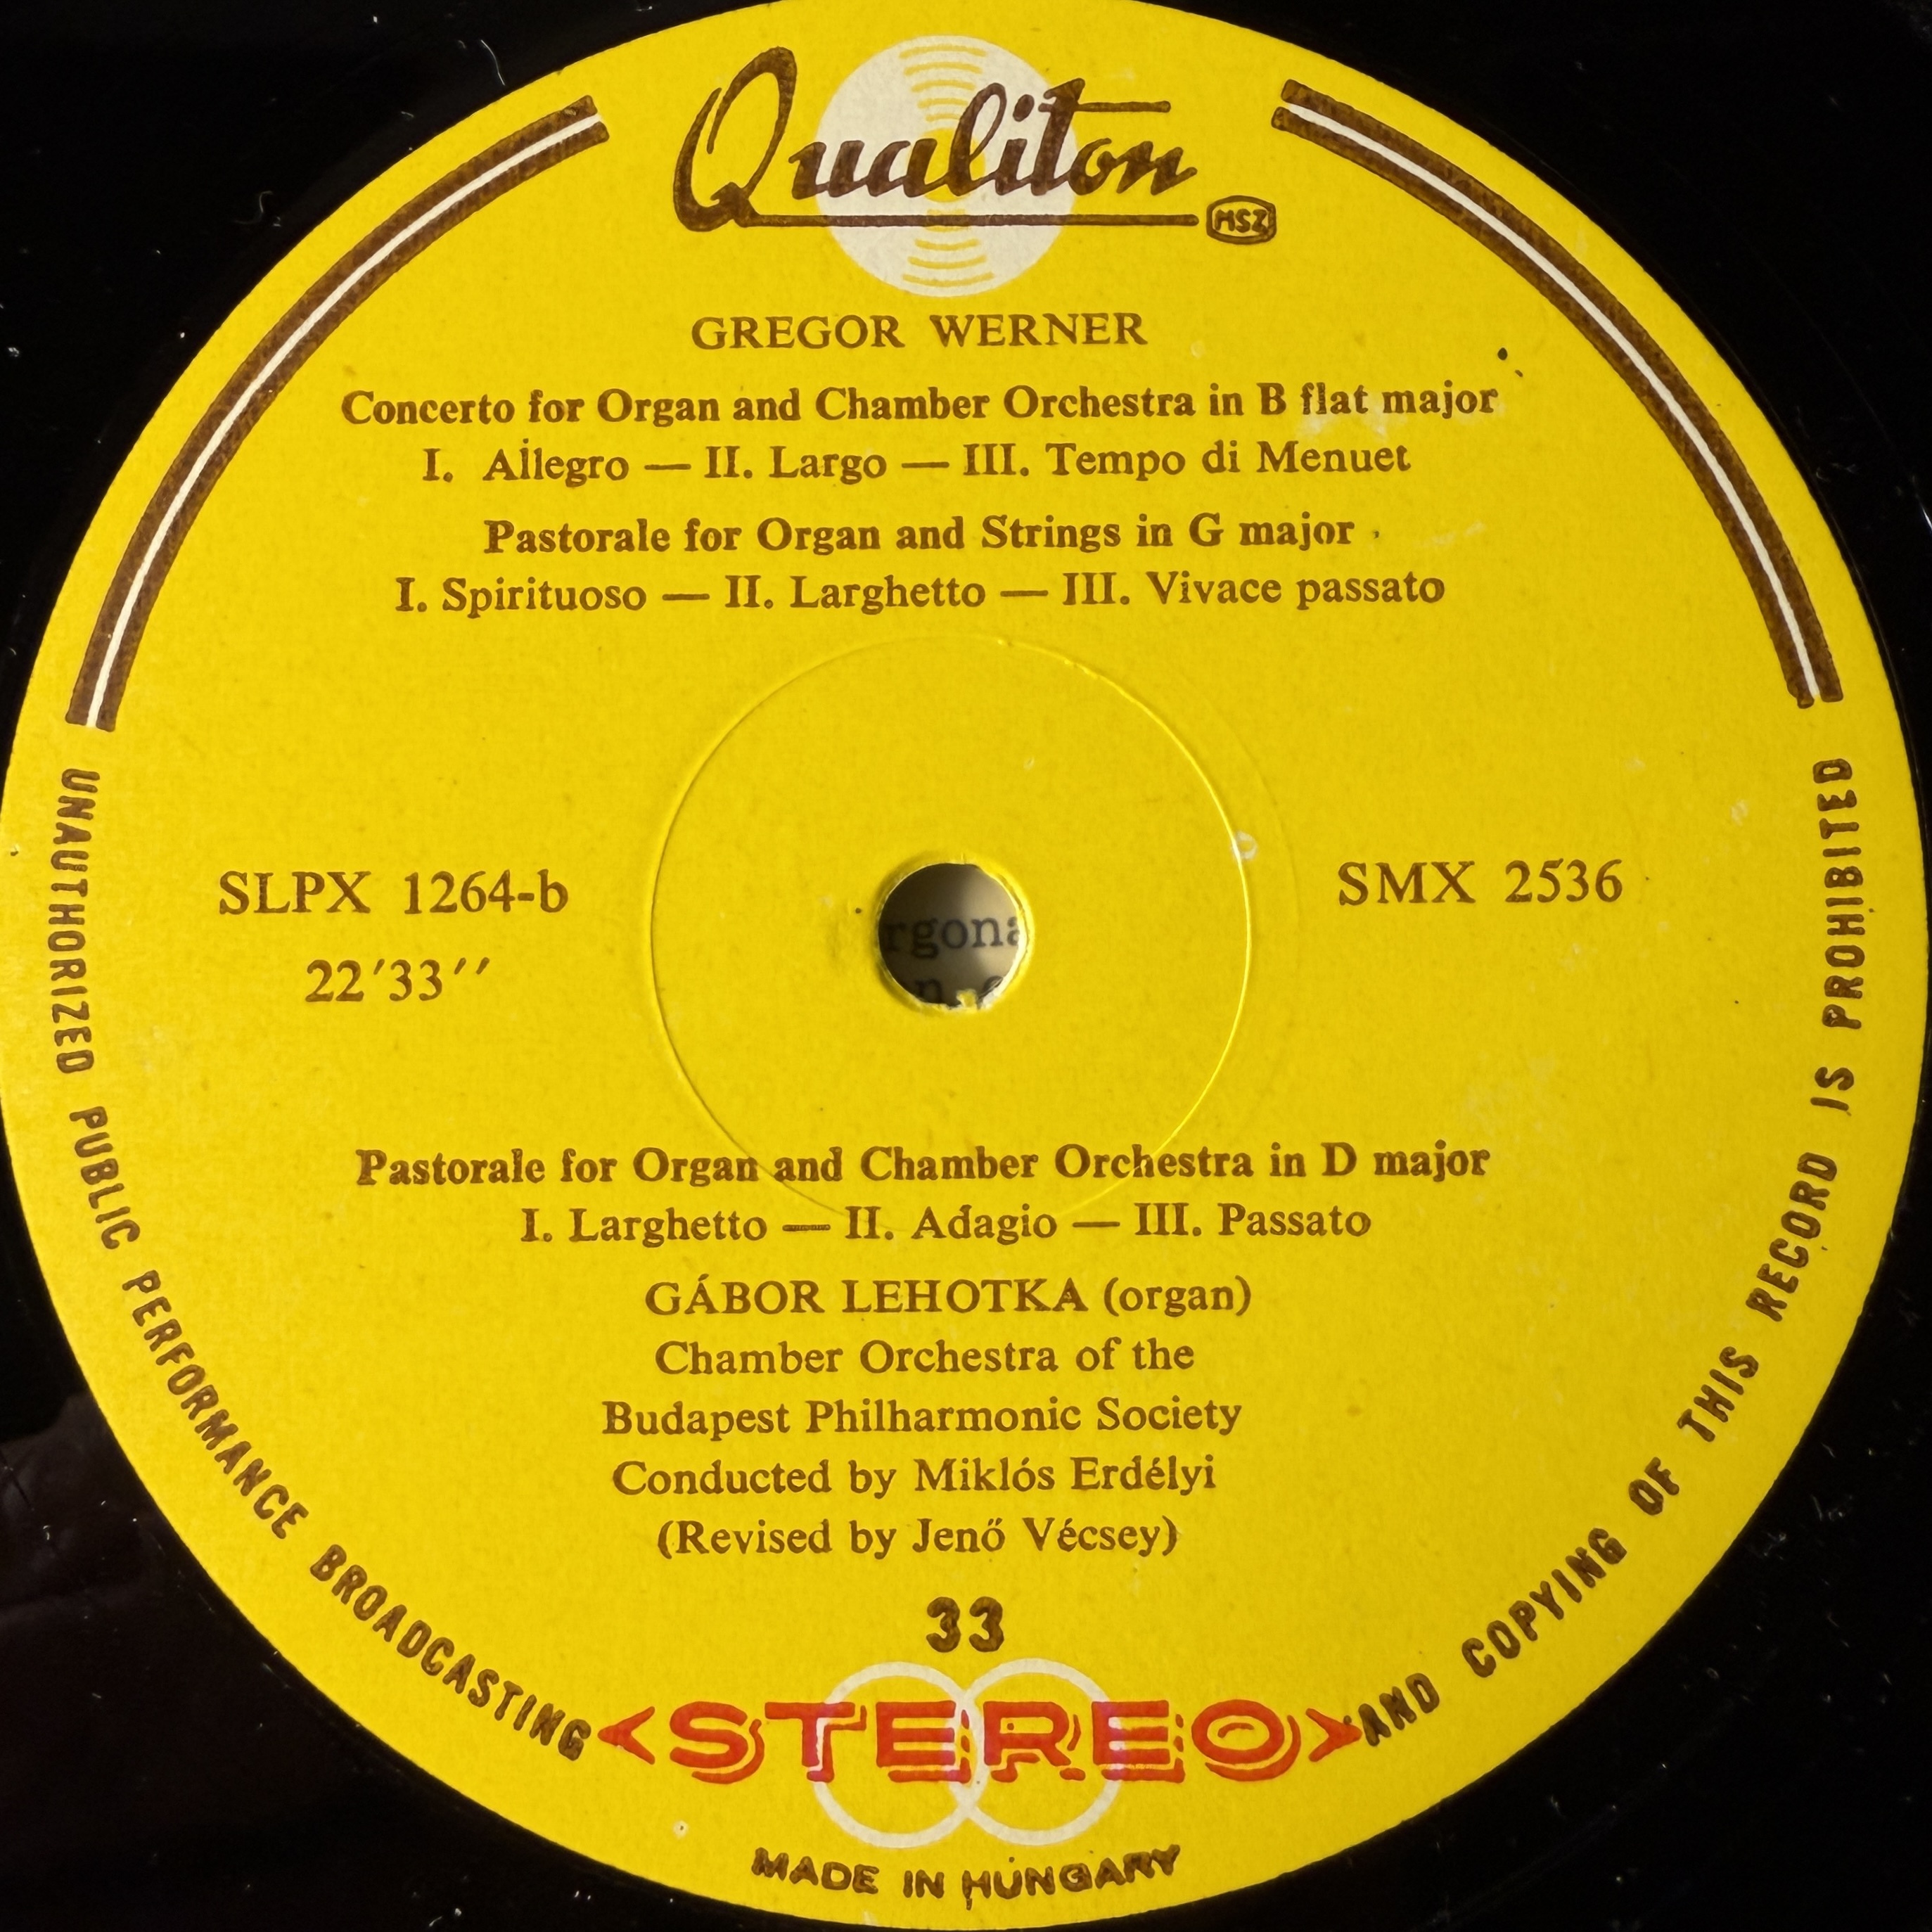 Qualiton
MSZ
GREGOR WERNER
Concerto for Organ and Chamber Orchestra in B flat major
I. Allegro — II. Largo — III. Tempo di Menuet
Pastorale for Organ and Strings in G major
I. Spirituoso — II. Larghetto — III. Vivace passato
SLPX 1264-b
22′33′′
SMX 2536
rgona
Pastorale for Organ and Chamber Orchestra in D major
I. Larghetto — II. Adagio — III. Passato
GÁBOR LEHOTKA (organ)
Chamber Orchestra of the
Budapest Philharmonic Society
Conducted by Miklós Erdélyi
(Revised by Jenő Vécsey)
33
<STEREO>
UNAUTHORIZED PUBLIC PERFORMANCE BROADCASTING AND COPYING OF THIS RECORD IS PROHIBITED
MADE IN HUNGARY